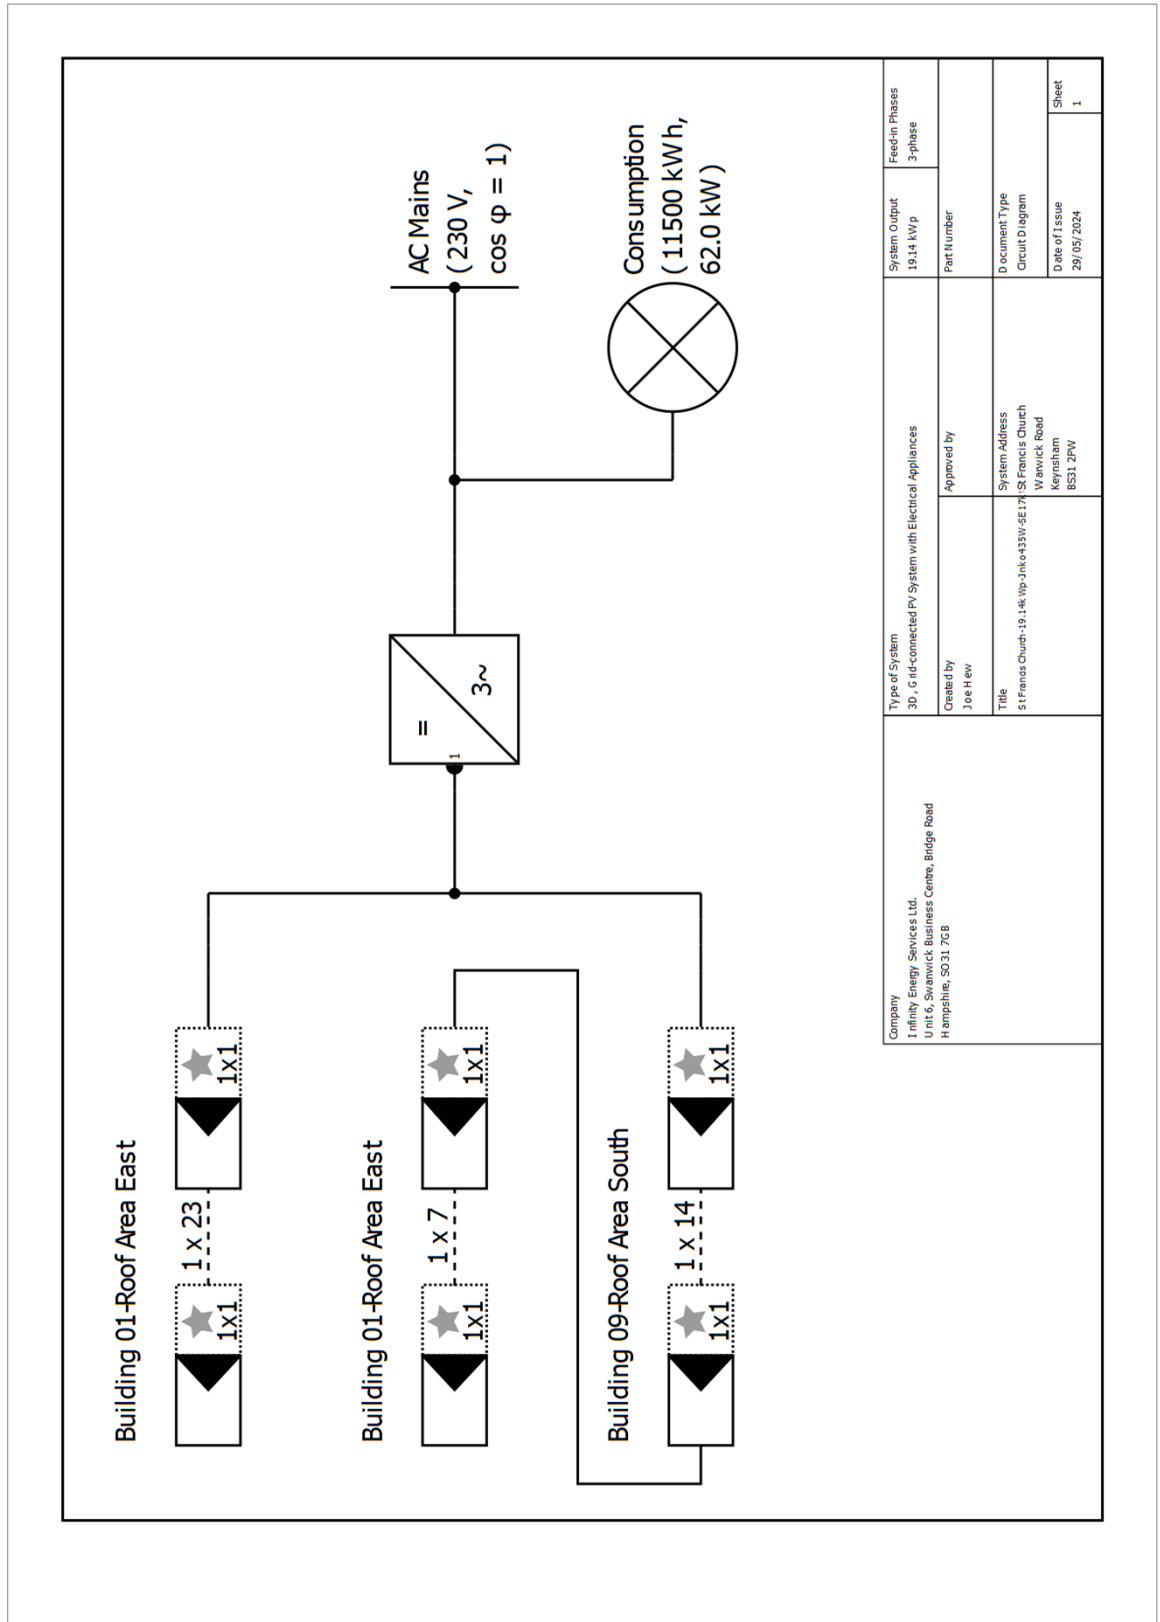 Building 01-Roof Area East
1 x 23
1x1
1x1
Building 01-Roof Area East
1 x 7
1x1
1x1
Building 09-Roof Area South
1 x 14
1x1
1x1
=
3~
1
AC Mains
(230 V,
cos φ = 1)
Consumption
(11500 kWh,
62.0 kW)
Company
Infinity Energy Services Ltd.
Unit 6, Swanwick Business Centre, Bridge Road
Hampshire, SO31 7GB
Type of System
3D, Grid-connected PV System with Electrical Appliances
System Output
19.14 kWp
Feed-in Phases
3-phase
Created by
Joe Hew
Approved by
Part Number
Title
St Francis Church-19.14kWp-Jinko435W-SE17k
System Address
St Francis Church
Warwick Road
Keynsham
BS31 2PW
Document Type
Circuit Diagram
Date of Issue
29/05/2024
Sheet
1